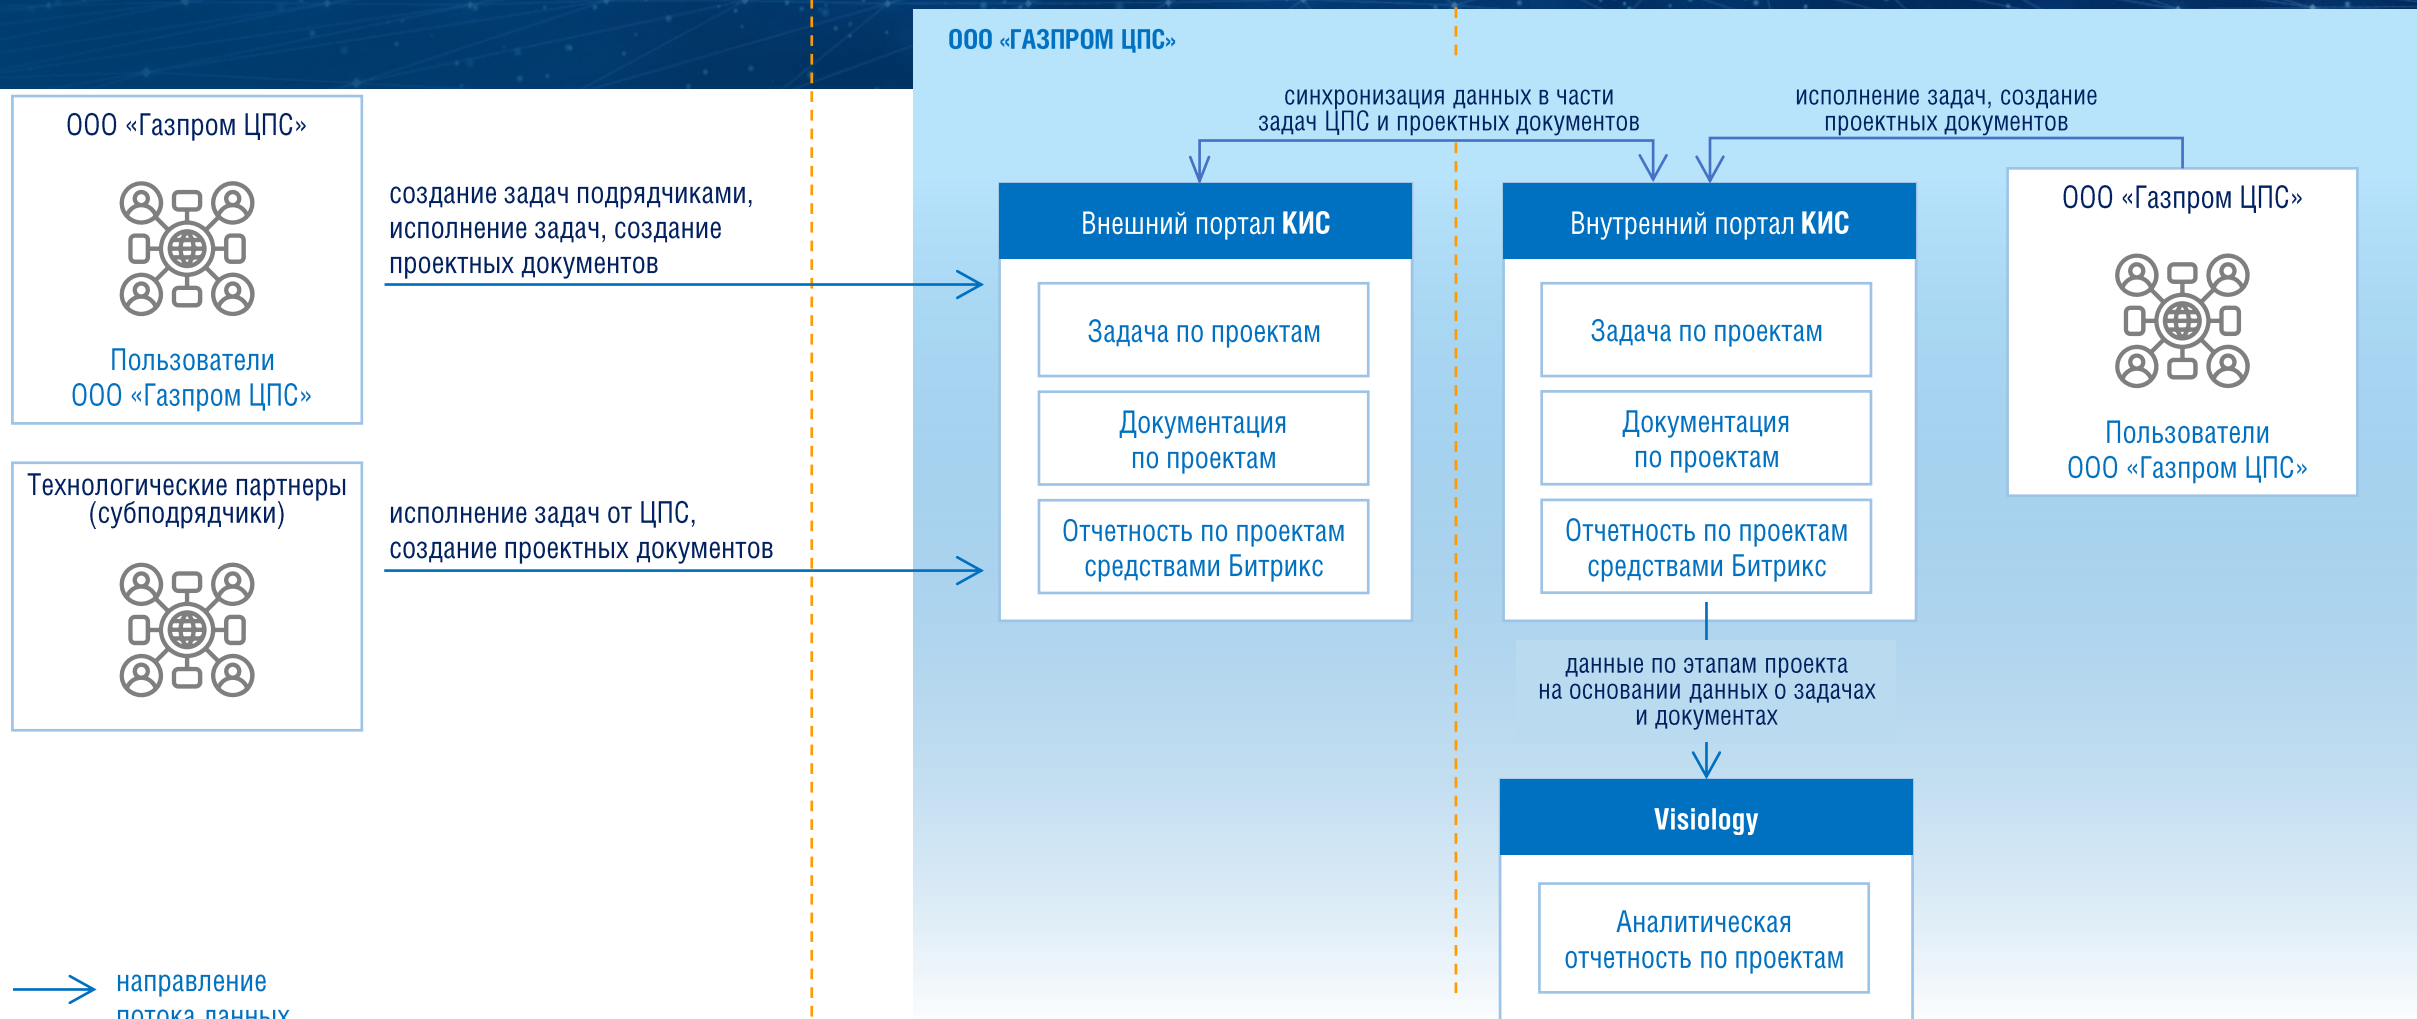 ООО «ГАЗПРОМ ЦПС»
ООО «Газпром ЦПС»
Пользователи
ООО «Газпром ЦПС»
создание задач подрядчиками,
исполнение задач, создание
проектных документов
Технологические партнеры
(субподрядчики)
исполнение задач от ЦПС,
создание проектных документов
направление
потока данных
синхронизация данных в части
задач ЦПС и проектных документов
исполнение задач, создание
проектных документов
Внешний портал КИС
Задача по проектам
Документация
по проектам
Отчетность по проектам
средствами Битрикс
Внутренний портал КИС
Задача по проектам
Документация
по проектам
Отчетность по проектам
средствами Битрикс
ООО «Газпром ЦПС»
Пользователи
ООО «Газпром ЦПС»
данные по этапам проекта
на основании данных о задачах
и документах
Visiology
Аналитическая
отчетность по проектам